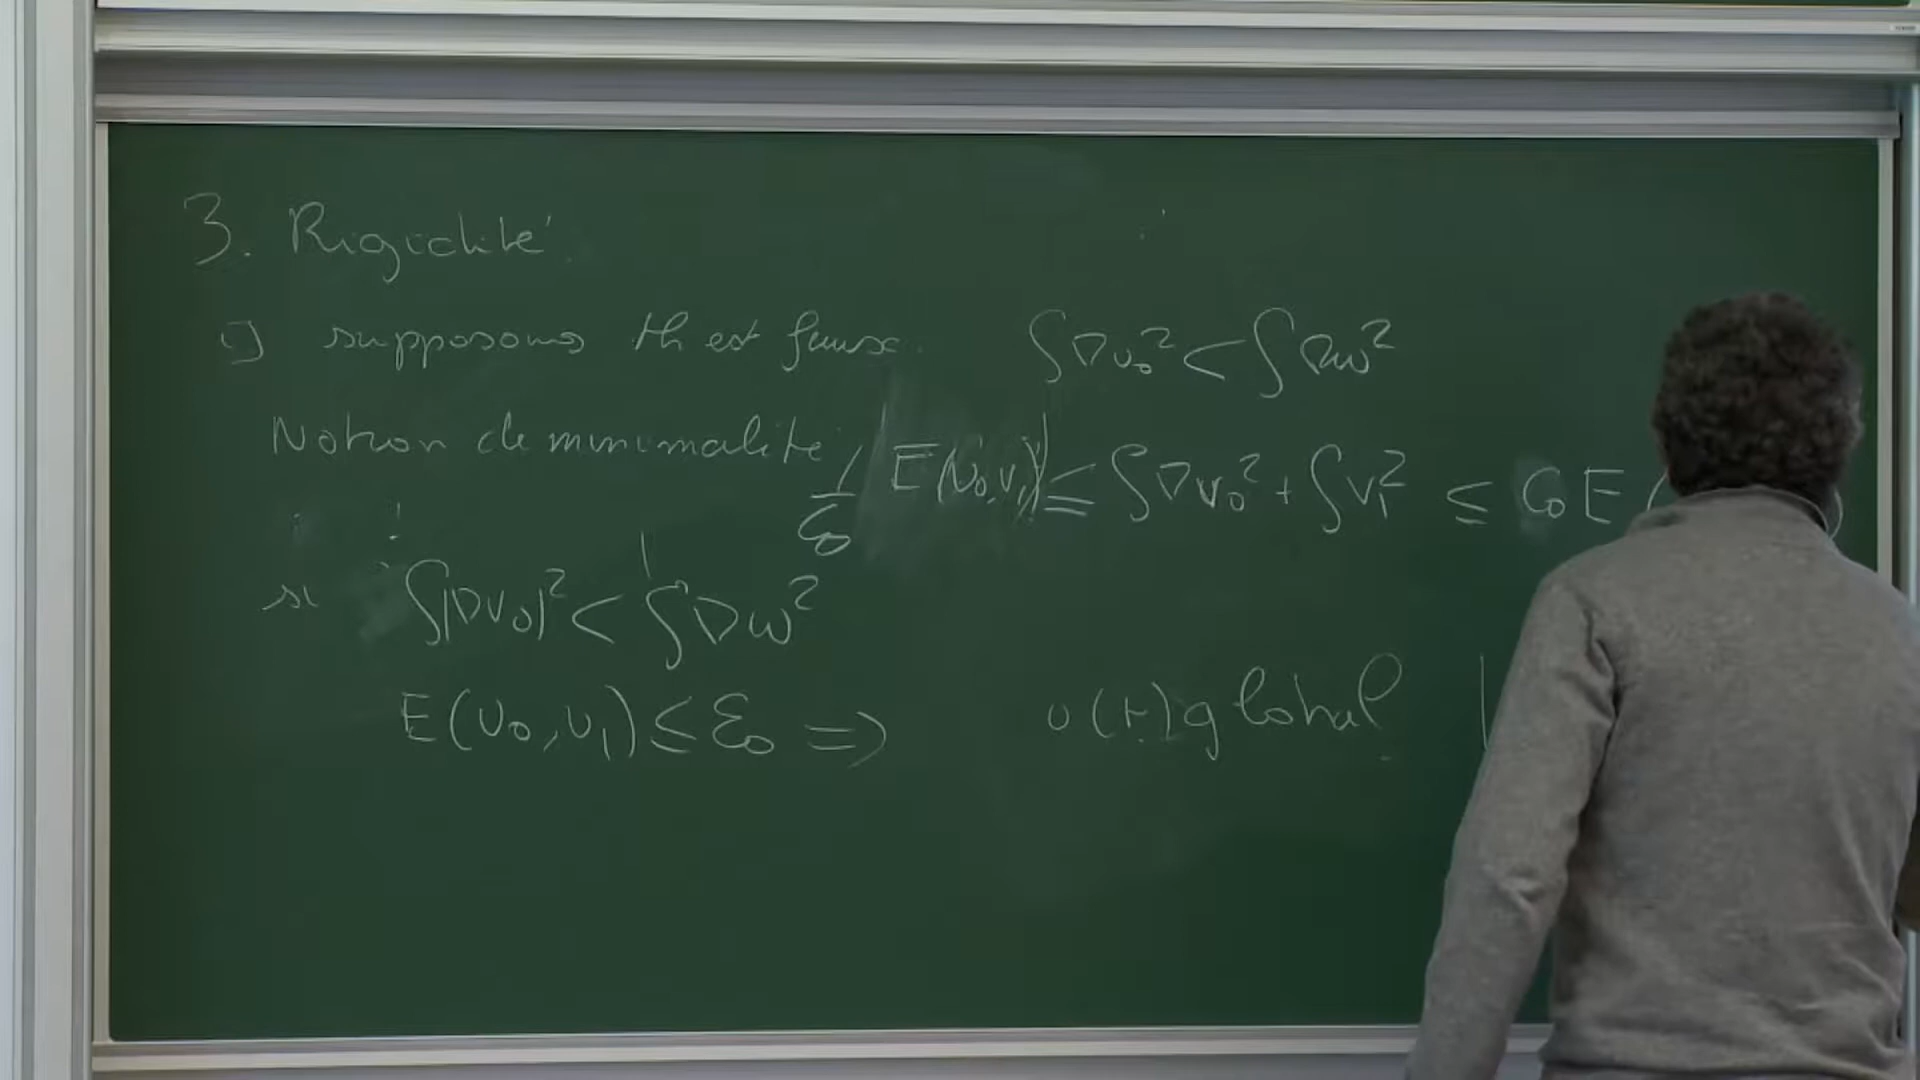 3. Rigidité
1) supposons th est faux. ∫∇v₀² < ∫∇w²
Notion de minimalité
1/C₀ |E(v₀,v₁)| ≤ ∫∇v₀² + ∫v₁² ≤ C₀ E (
si ∫|∇v₀|² < ∫∇w²
E(v₀,v₁) ≤ ε₀ ⇒ u(t) global